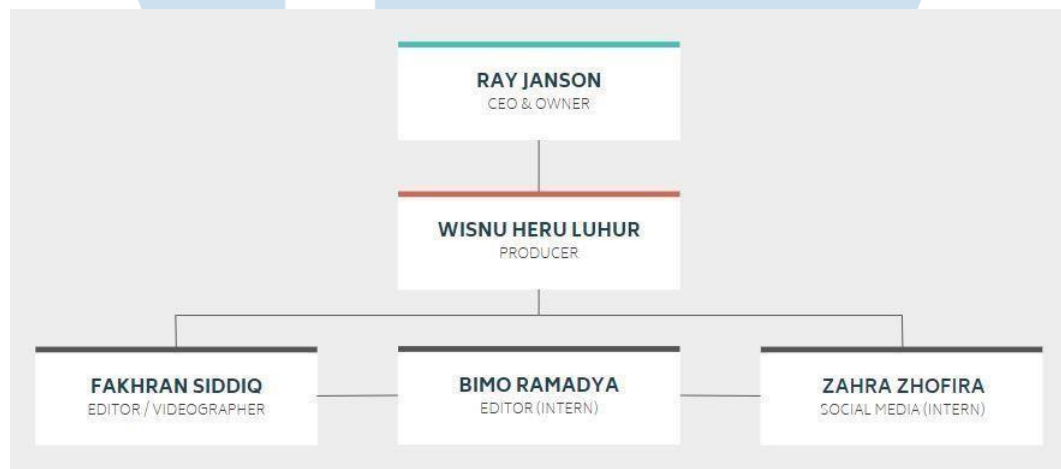 RAY JANSON
CEO & OWNER
WISNU HERU LUHUR
PRODUCER
FAKHRAN SIDDIQ
EDITOR / VIDEOGRAPHER
BIMO RAMADYA
EDITOR (INTERN)
ZAHRA ZHOFIRA
SOCIAL MEDIA (INTERN)